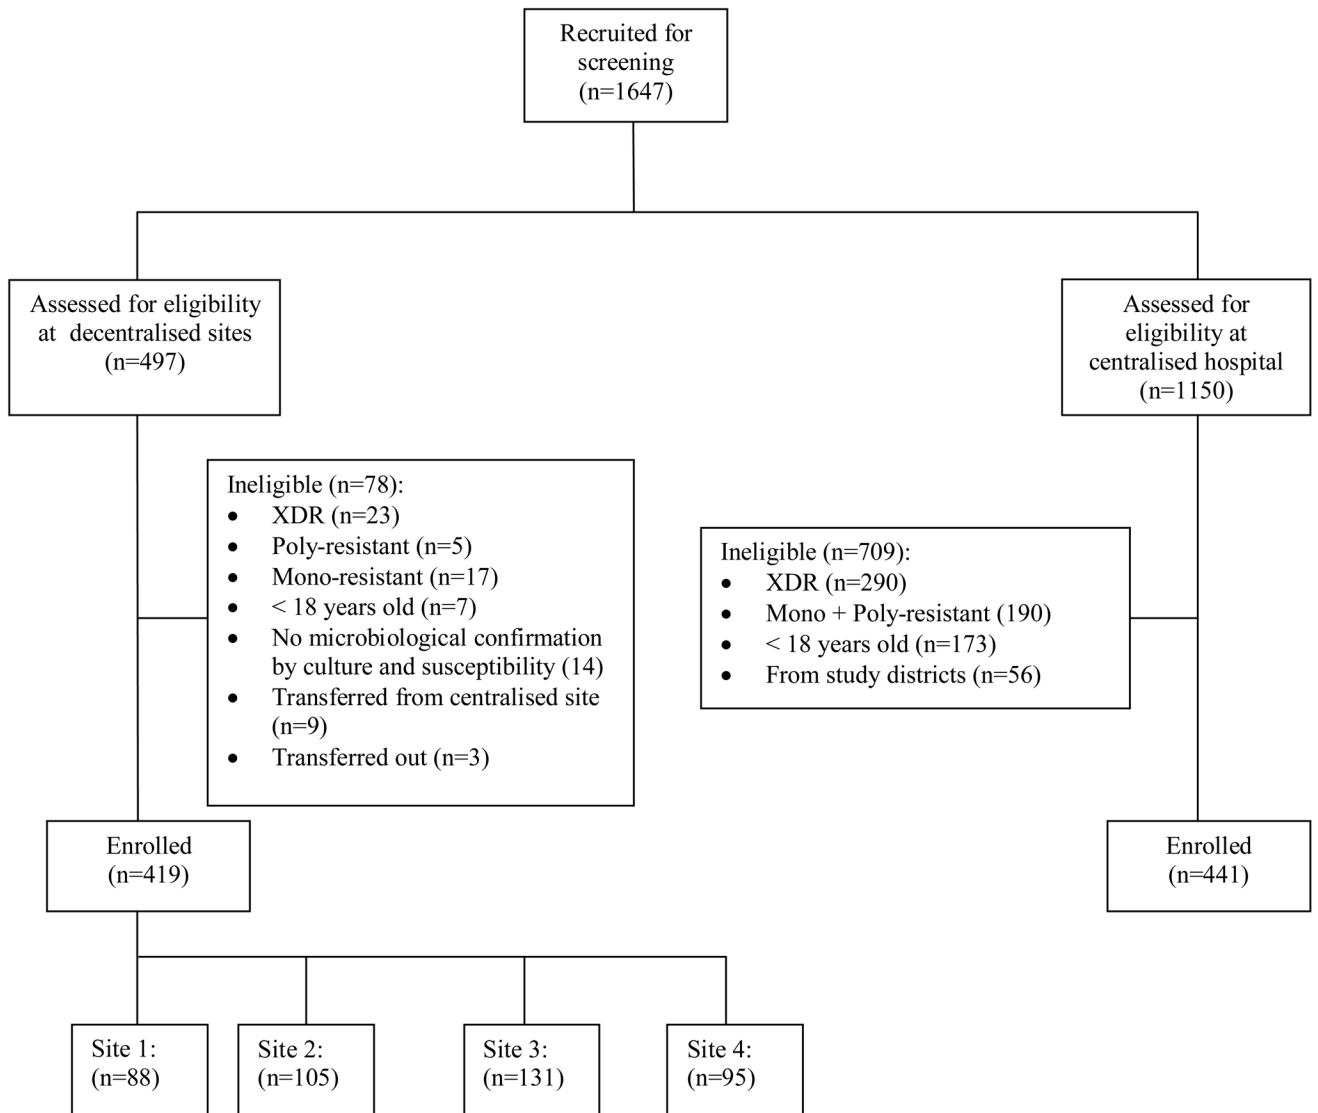 Recruited for
screening
(n=1647)
Assessed for eligibility
at decentralised sites
(n=497)
Assessed for
eligibility at
centralised hospital
(n=1150)
Ineligible (n=78):
• XDR (n=23)
• Poly-resistant (n=5)
• Mono-resistant (n=17)
• < 18 years old (n=7)
• No microbiological confirmation
by culture and susceptibility (14)
• Transferred from centralised site
(n=9)
• Transferred out (n=3)
Ineligible (n=709):
• XDR (n=290)
• Mono + Poly-resistant (190)
• < 18 years old (n=173)
• From study districts (n=56)
Enrolled
(n=419)
Enrolled
(n=441)
Site 1:
(n=88)
Site 2:
(n=105)
Site 3:
(n=131)
Site 4:
(n=95)